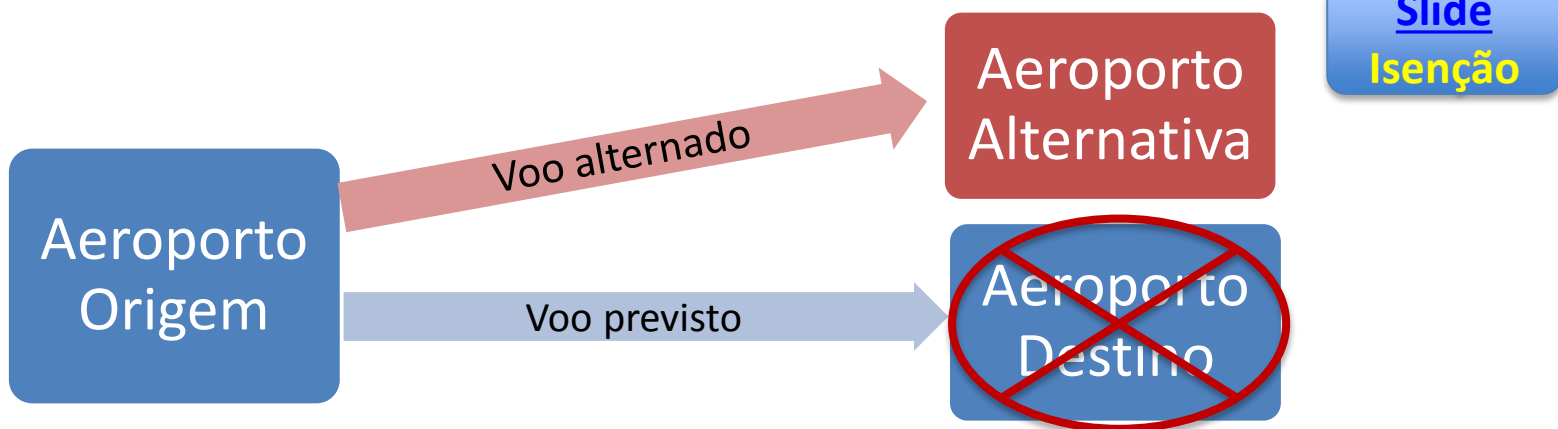 Slide
Isenção
Aeroporto
Alternativa
Voo alternado
Aeroporto
Origem
Voo previsto
Aeroporto
Destino